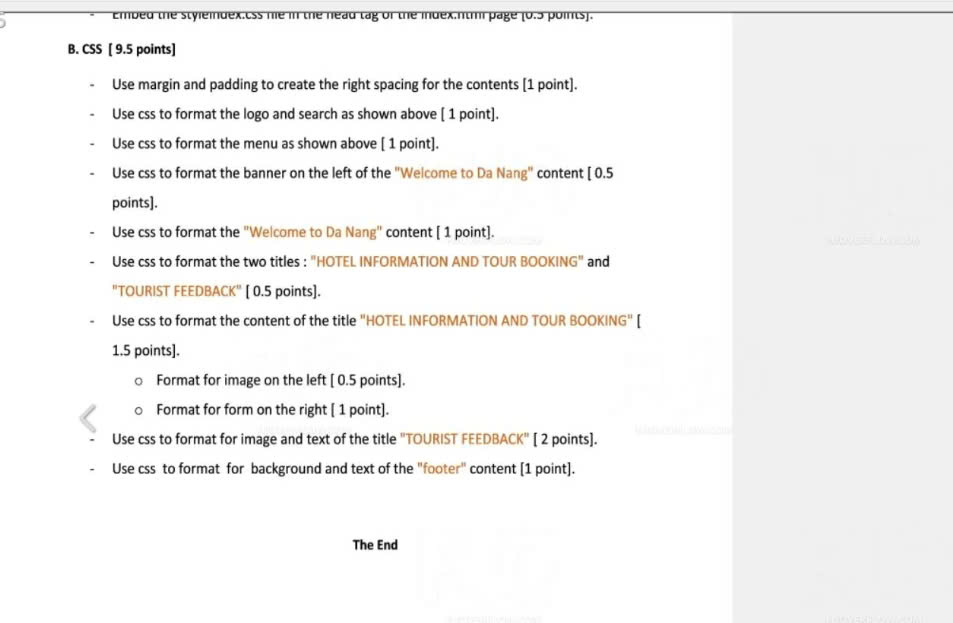 - Embed the styleindex.css file in the head tag of the index.html page [0.5 points].
B. CSS [ 9.5 points]
- Use margin and padding to create the right spacing for the contents [1 point].
- Use css to format the logo and search as shown above [ 1 point].
- Use css to format the menu as shown above [ 1 point].
- Use css to format the banner on the left of the "Welcome to Da Nang" content [ 0.5
points].
- Use css to format the "Welcome to Da Nang" content [ 1 point].
- Use css to format the two titles : "HOTEL INFORMATION AND TOUR BOOKING" and
"TOURIST FEEDBACK" [ 0.5 points].
- Use css to format the content of the title "HOTEL INFORMATION AND TOUR BOOKING" [
1.5 points].
o Format for image on the left [ 0.5 points].
o Format for form on the right [ 1 point].
- Use css to format for image and text of the title "TOURIST FEEDBACK" [ 2 points].
- Use css to format for background and text of the "footer" content [1 point].
The End